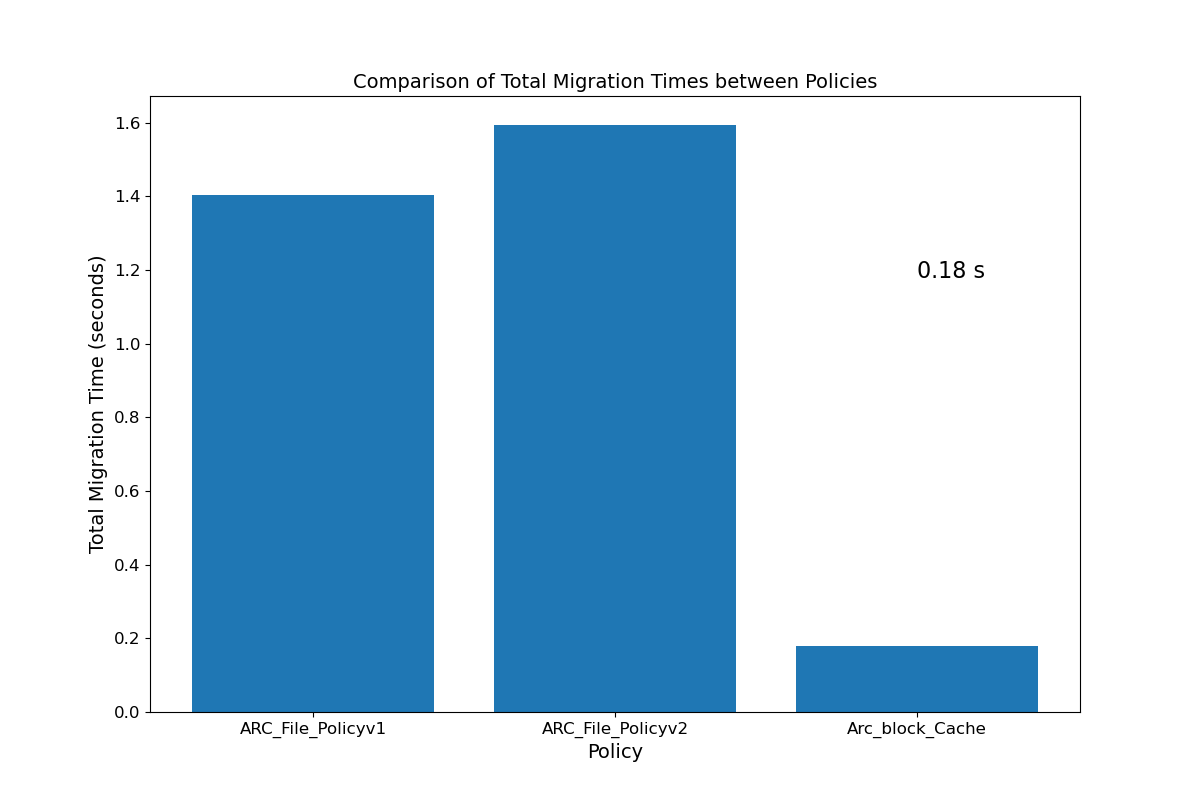 Comparison of Total Migration Times between Policies
Total Migration Time (seconds)
1.6
1.4
1.2
1.0
0.8
0.6
0.4
0.2
0.0
0.18 s
ARC_File_Policyv1
ARC_File_Policyv2
Arc_block_Cache
Policy